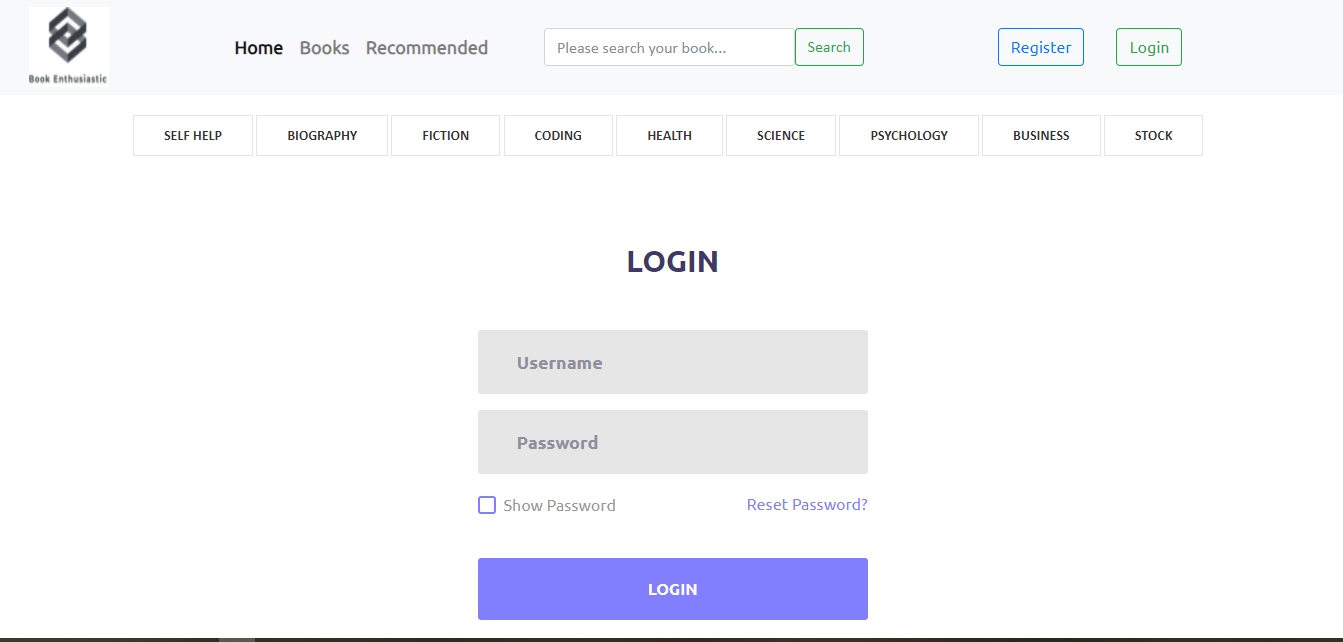 Book Enthusiastic
Home Books Recommended Please search your book... Search Register Login
SELF HELP BIOGRAPHY FICTION CODING HEALTH SCIENCE PSYCHOLOGY BUSINESS STOCK
LOGIN
Username
Password
Show Password Reset Password?
LOGIN